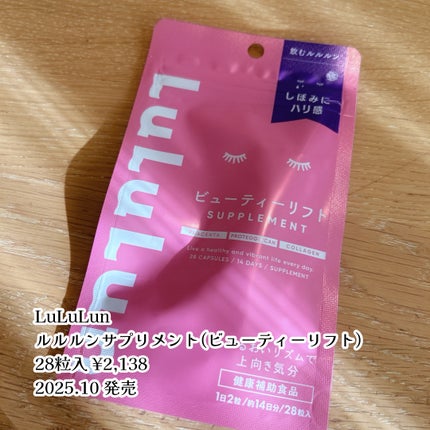 飲むルルルン
しぼみに
ハリ感
lululun
ビューティーリフト
SUPPLEMENT
PLACENTA
PROTEOGLYCAN
COLLAGEN
Live a healthy and vibrant life every day.
28 CAPSULES / 14 DAYS / SUPPLEMENT
リズムで
上向き気分
健康補助食品
1日2粒/約14日分/28粒入
LuLuLun
ルルルンサプリメント(ビューティーリフト)
28粒入 ¥2,138
2025.10 発売